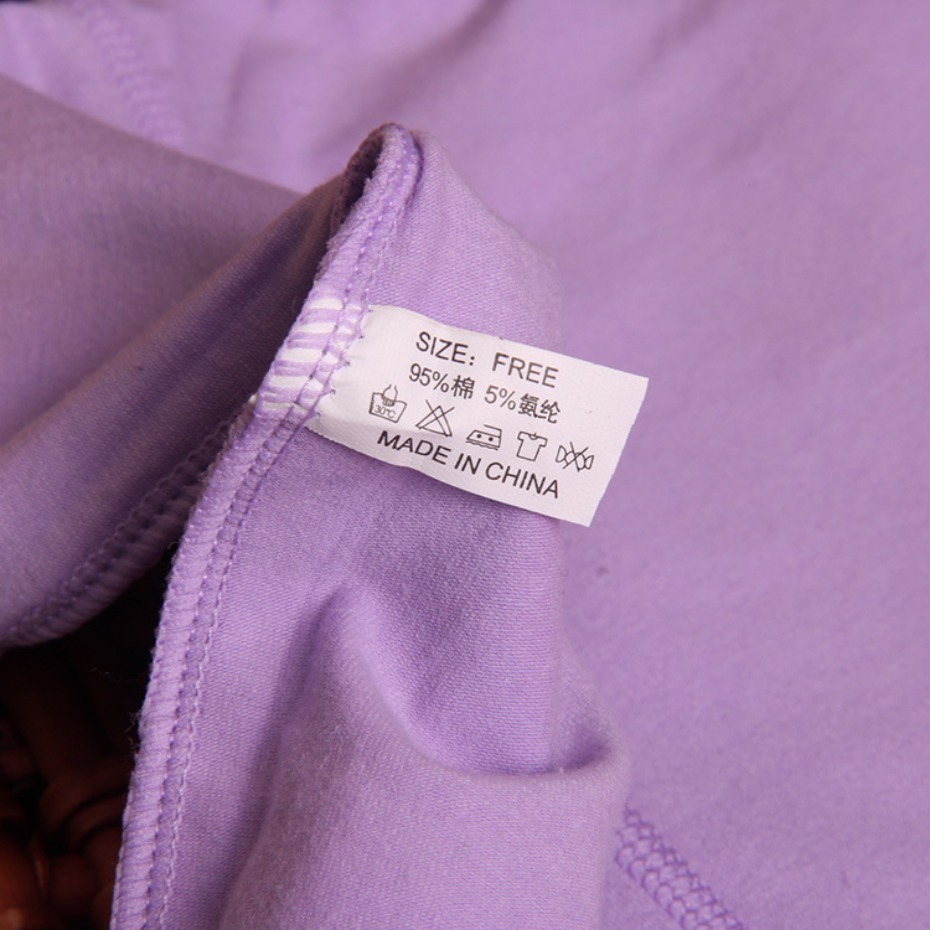 SIZE: FREE
95%棉 5%氨纶
30℃
MADE IN CHINA